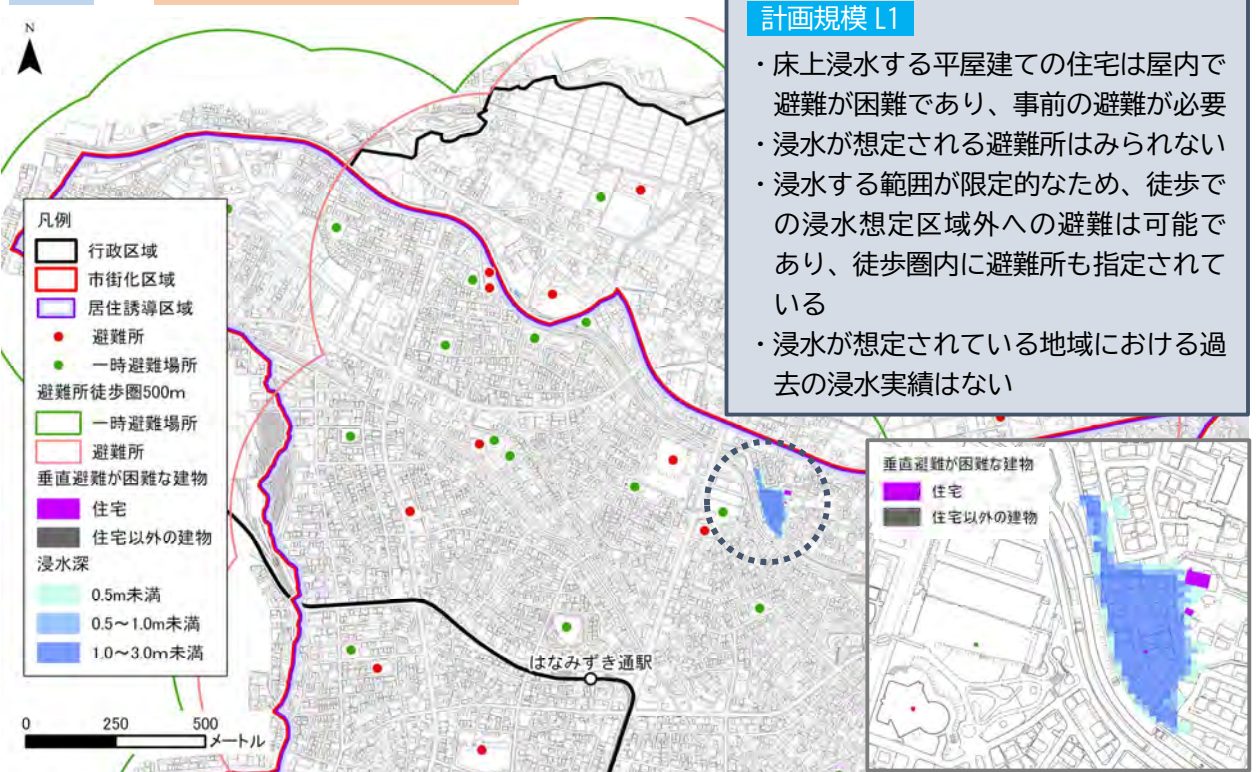 計画規模 L1
・床上浸水する平屋建ての住宅は屋内で
避難が困難であり、事前の避難が必要
・浸水が想定される避難所はみられない
・浸水する範囲が限定的なため、徒歩で
の浸水想定区域外への避難は可能で
あり、徒歩圏内に避難所も指定されて
いる
・浸水が想定されている地域における過
去の浸水実績はない
N
凡例
行政区域
市街化区域
居住誘導区域
避難所
一時避難場所
避難所徒歩圏500m
一時避難場所
避難所
垂直避難が困難な建物
住宅
住宅以外の建物
浸水深
0.5m未満
0.5～1.0m未満
1.0～3.0m未満
0 250 500
メートル
はなみずき通駅
垂直避難が困難な建物
住宅
住宅以外の建物